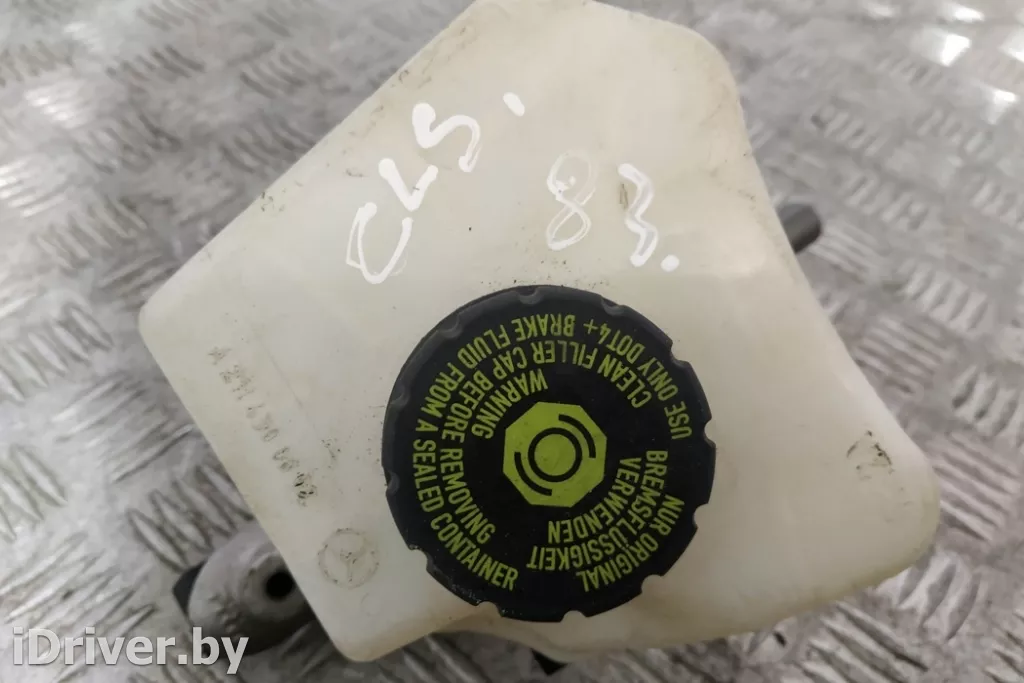 CLS.
83.
WARNING
CLEAN FILLER CAP BEFORE REMOVING
USE ONLY DOT4+ BRAKE FLUID FROM A SEALED CONTAINER
NUR ORIGINAL
BREMSFLÜSSIGKEIT
VERWENDEN
iDriver.by